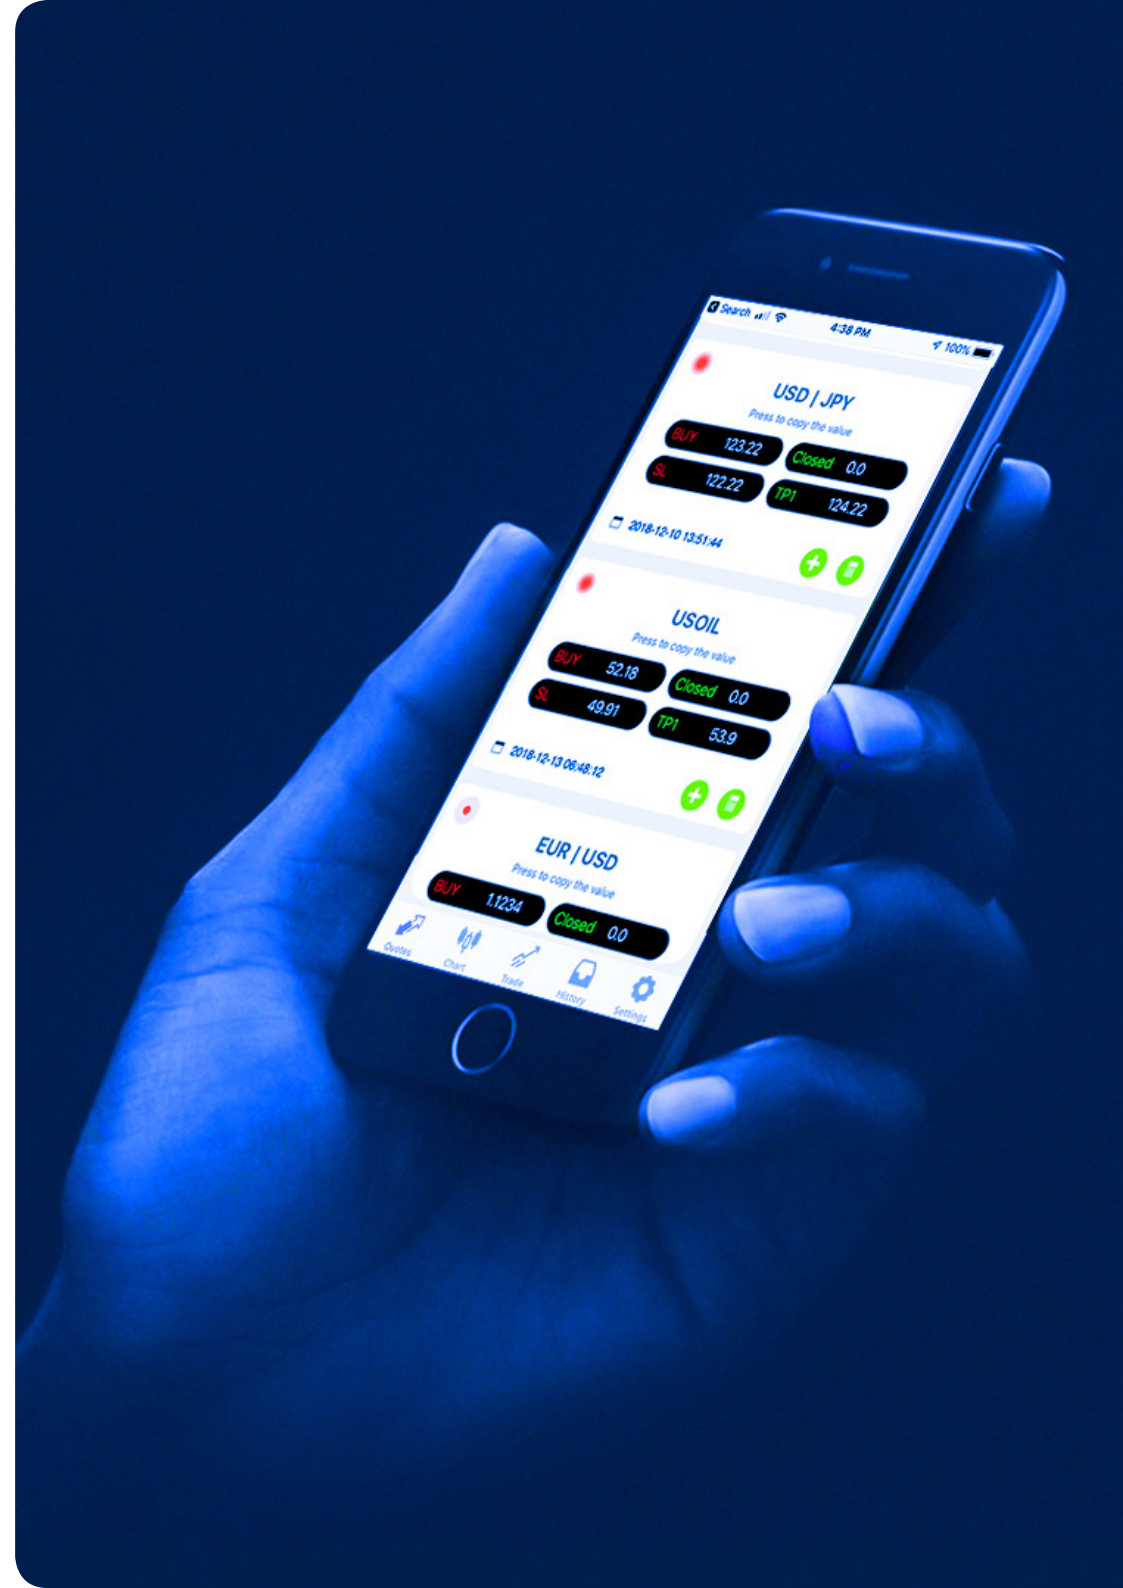 Search 4:38 PM 100%
USD | JPY
Press to copy the value
BUY 123.22 Closed 0.0
SL 122.22 TP1 124.22
2018-12-10 13:51:44
USOIL
Press to copy the value
BUY 52.18 Closed 0.0
SL 49.91 TP1 53.9
2018-12-13 06:48:12
EUR | USD
Press to copy the value
BUY 1.1234 Closed 0.0
Quotes Chart Trade History Settings